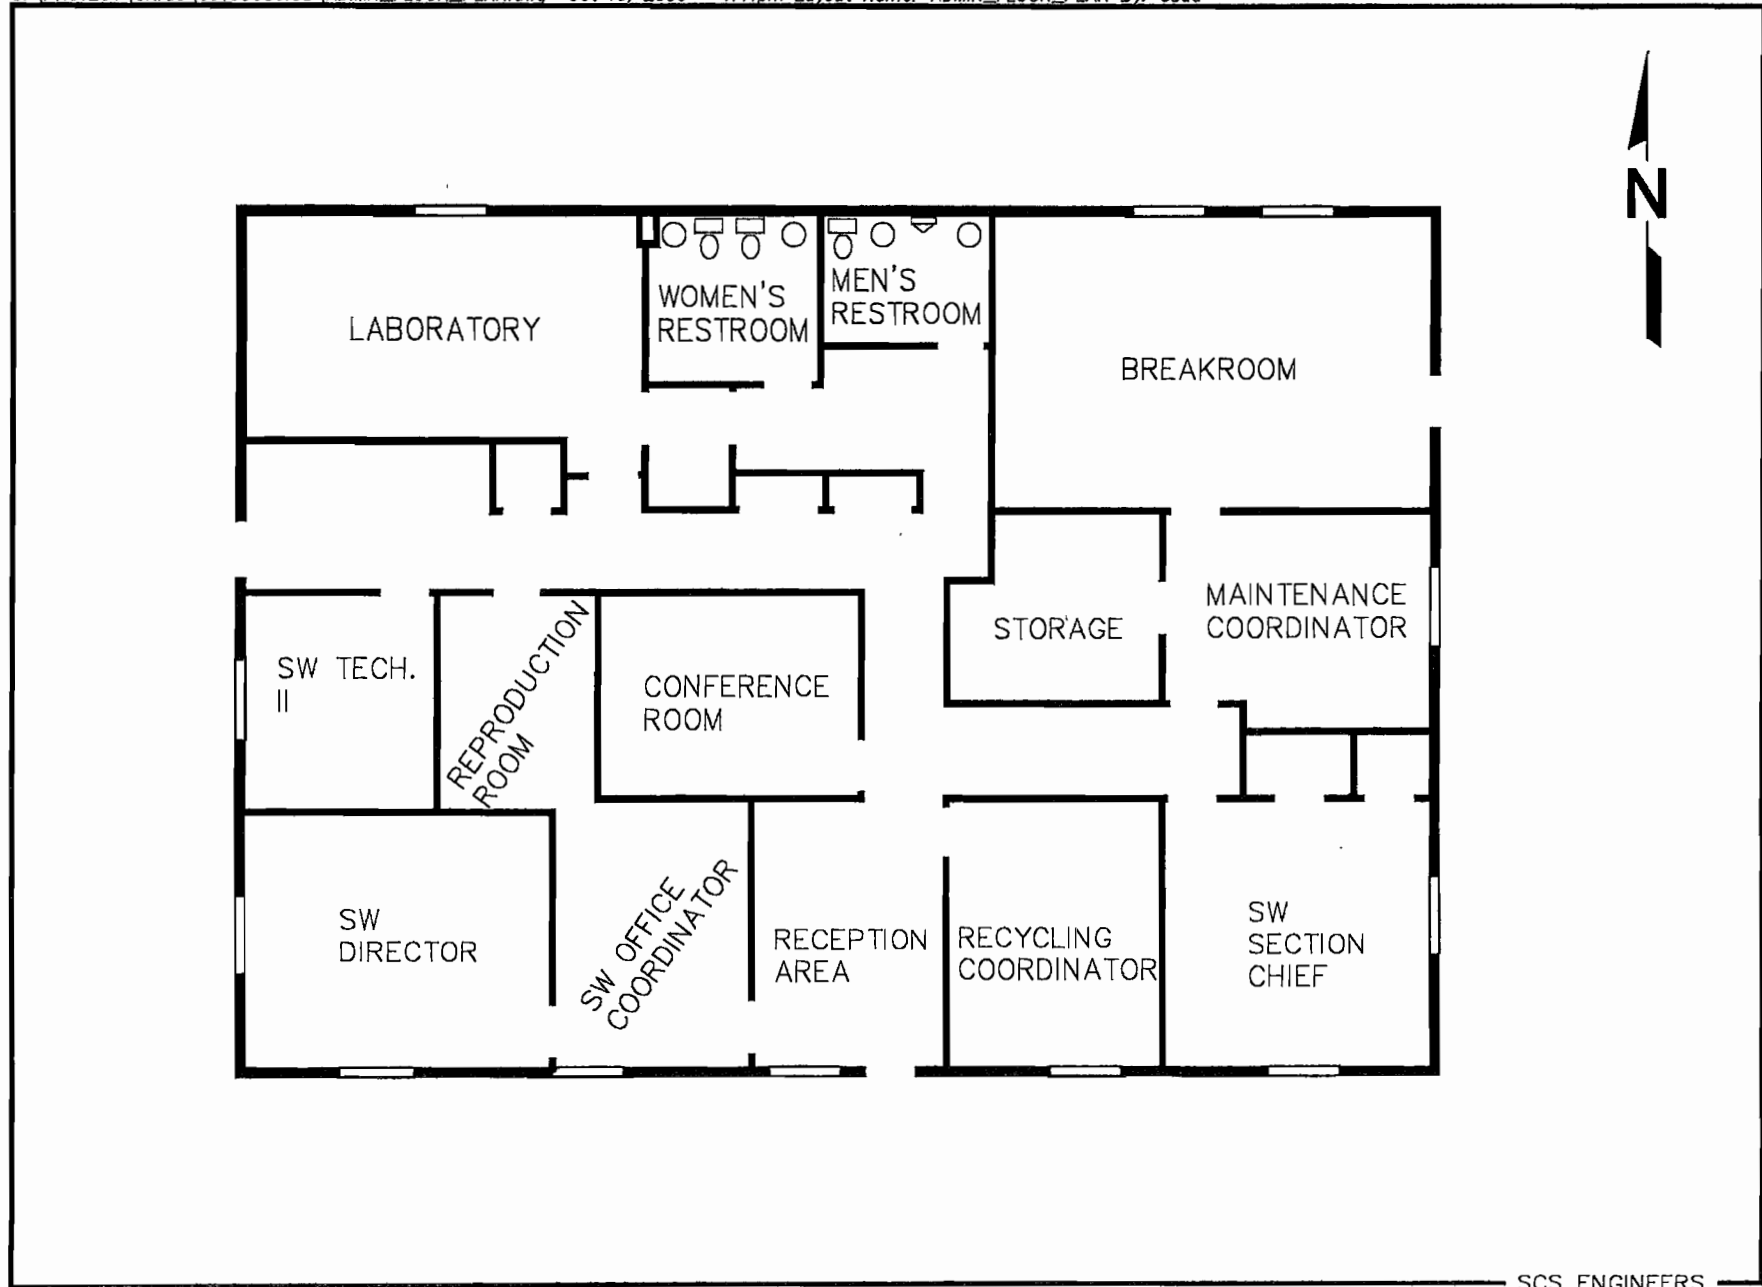 N
WOMEN'S
RESTROOM
MEN'S
RESTROOM
LABORATORY
BREAKROOM
SW TECH.
II
REPRODUCTION
ROOM
CONFERENCE
ROOM
STORAGE
MAINTENANCE
COORDINATOR
SW
DIRECTOR
SW OFFICE
COORDINATOR
RECEPTION
AREA
RECYCLING
COORDINATOR
SW
SECTION
CHIEF
SCS ENGINEERS